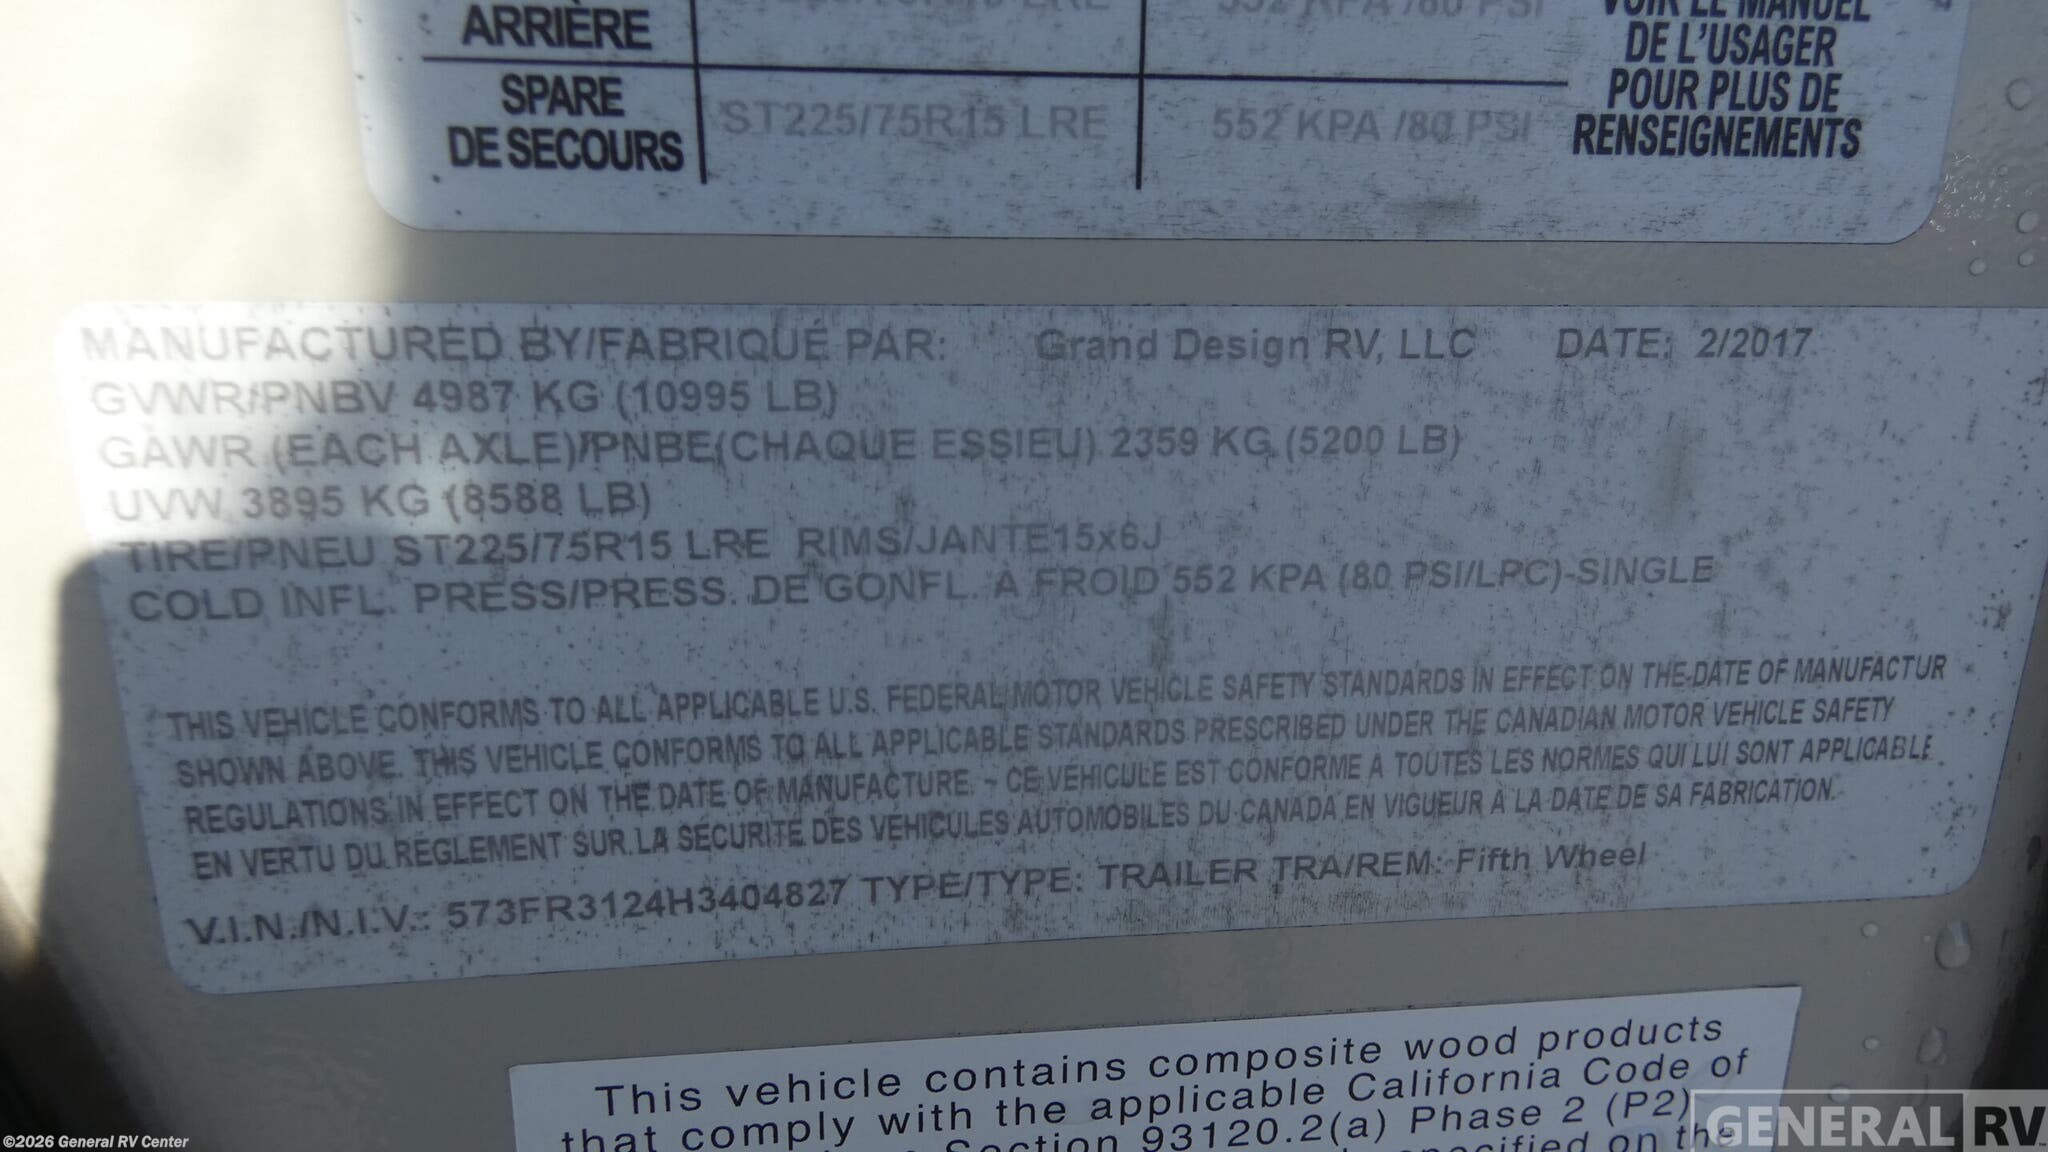 ARRIÈRE
SPARE
DE SECOURS
ST225/75R15 LRE
552 KPA /80 PSI
VOIR LE MANUEL
DE L'USAGER
POUR PLUS DE
RENSEIGNEMENTS
MANUFACTURED BY/FABRIQUÉ PAR: Grand Design RV, LLC DATE: 2/2017
GVWR/PNBV 4987 KG (10995 LB)
GAWR (EACH AXLE)/PNBE(CHAQUE ESSIEU) 2359 KG (5200 LB)
UVW 3895 KG (8588 LB)
TIRE/PNEU ST225/75R15 LRE RIMS/JANTE15x6J
COLD INFL. PRESS/PRESS. DE GONFL. À FROID 552 KPA (80 PSI/LPC)-SINGLE
THIS VEHICLE CONFORMS TO ALL APPLICABLE U.S. FEDERAL MOTOR VEHICLE SAFETY STANDARDS IN EFFECT ON THE DATE OF MANUFACTUR
SHOWN ABOVE. THIS VEHICLE CONFORMS TO ALL APPLICABLE STANDARDS PRESCRIBED UNDER THE CANADIAN MOTOR VEHICLE SAFETY
REGULATIONS IN EFFECT ON THE DATE OF MANUFACTURE. - CE VÉHICULE EST CONFORME À TOUTES LES NORMES QUI LUI SONT APPLICABLE
EN VERTU DU RÈGLEMENT SUR LA SÉCURITÉ DES VÉHICULES AUTOMOBILES DU CANADA EN VIGUEUR À LA DATE DE SA FABRICATION.
V.I.N./N.I.V.: 573FR3124H3404827 TYPE/TYPE: TRAILER TRA/REM: Fifth Wheel
This vehicle contains composite wood products
that comply with the applicable California Code of
Section 93120.2(a) Phase 2 (P2)
specified on the
GENERAL RV
©2026 General RV Center